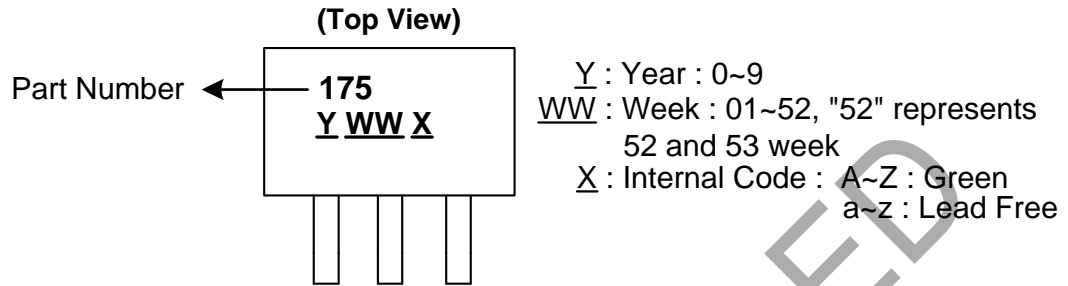 (Top View)
Part Number
175
Y WW X
Y : Year : 0~9
WW : Week : 01~52, "52" represents
52 and 53 week
X : Internal Code : A~Z : Green
a~z : Lead Free
ED